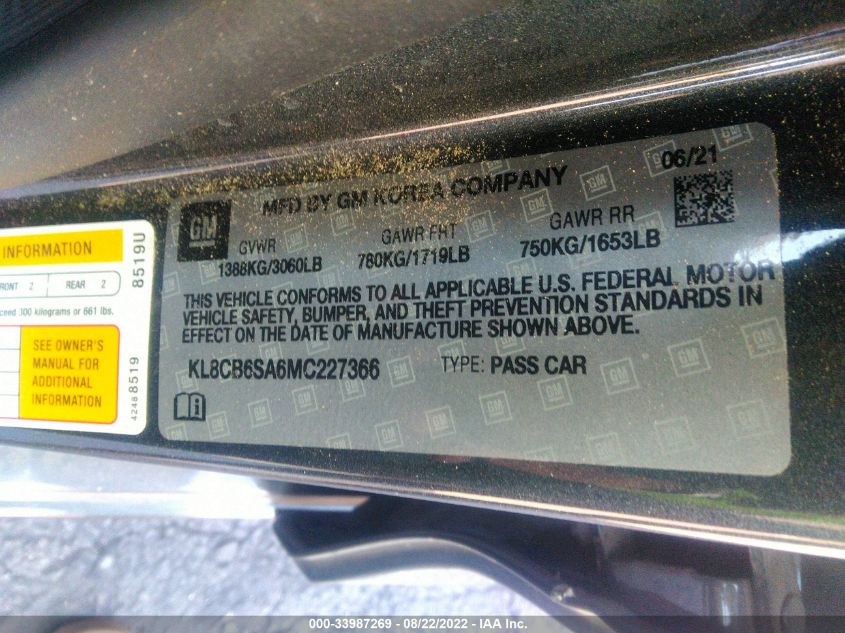 INFORMATION
FRONT 2 REAR 2
ceed 300 kilograms or 661 lbs.
SEE OWNER'S
MANUAL FOR
ADDITIONAL
INFORMATION
8519U
42488519
GM
MFD BY GM KOREA COMPANY
06/21
GVWR GAWR FHT GAWR RR
1388KG/3060LB 780KG/1719LB 750KG/1653LB
THIS VEHICLE CONFORMS TO ALL APPLICABLE U.S. FEDERAL MOTOR
VEHICLE SAFETY, BUMPER, AND THEFT PREVENTION STANDARDS IN
EFFECT ON THE DATE OF MANUFACTURE SHOWN ABOVE.
KL8CB6SA6MC227366 TYPE: PASS CAR
000-33987269 - 08/22/2022 - IAA Inc.